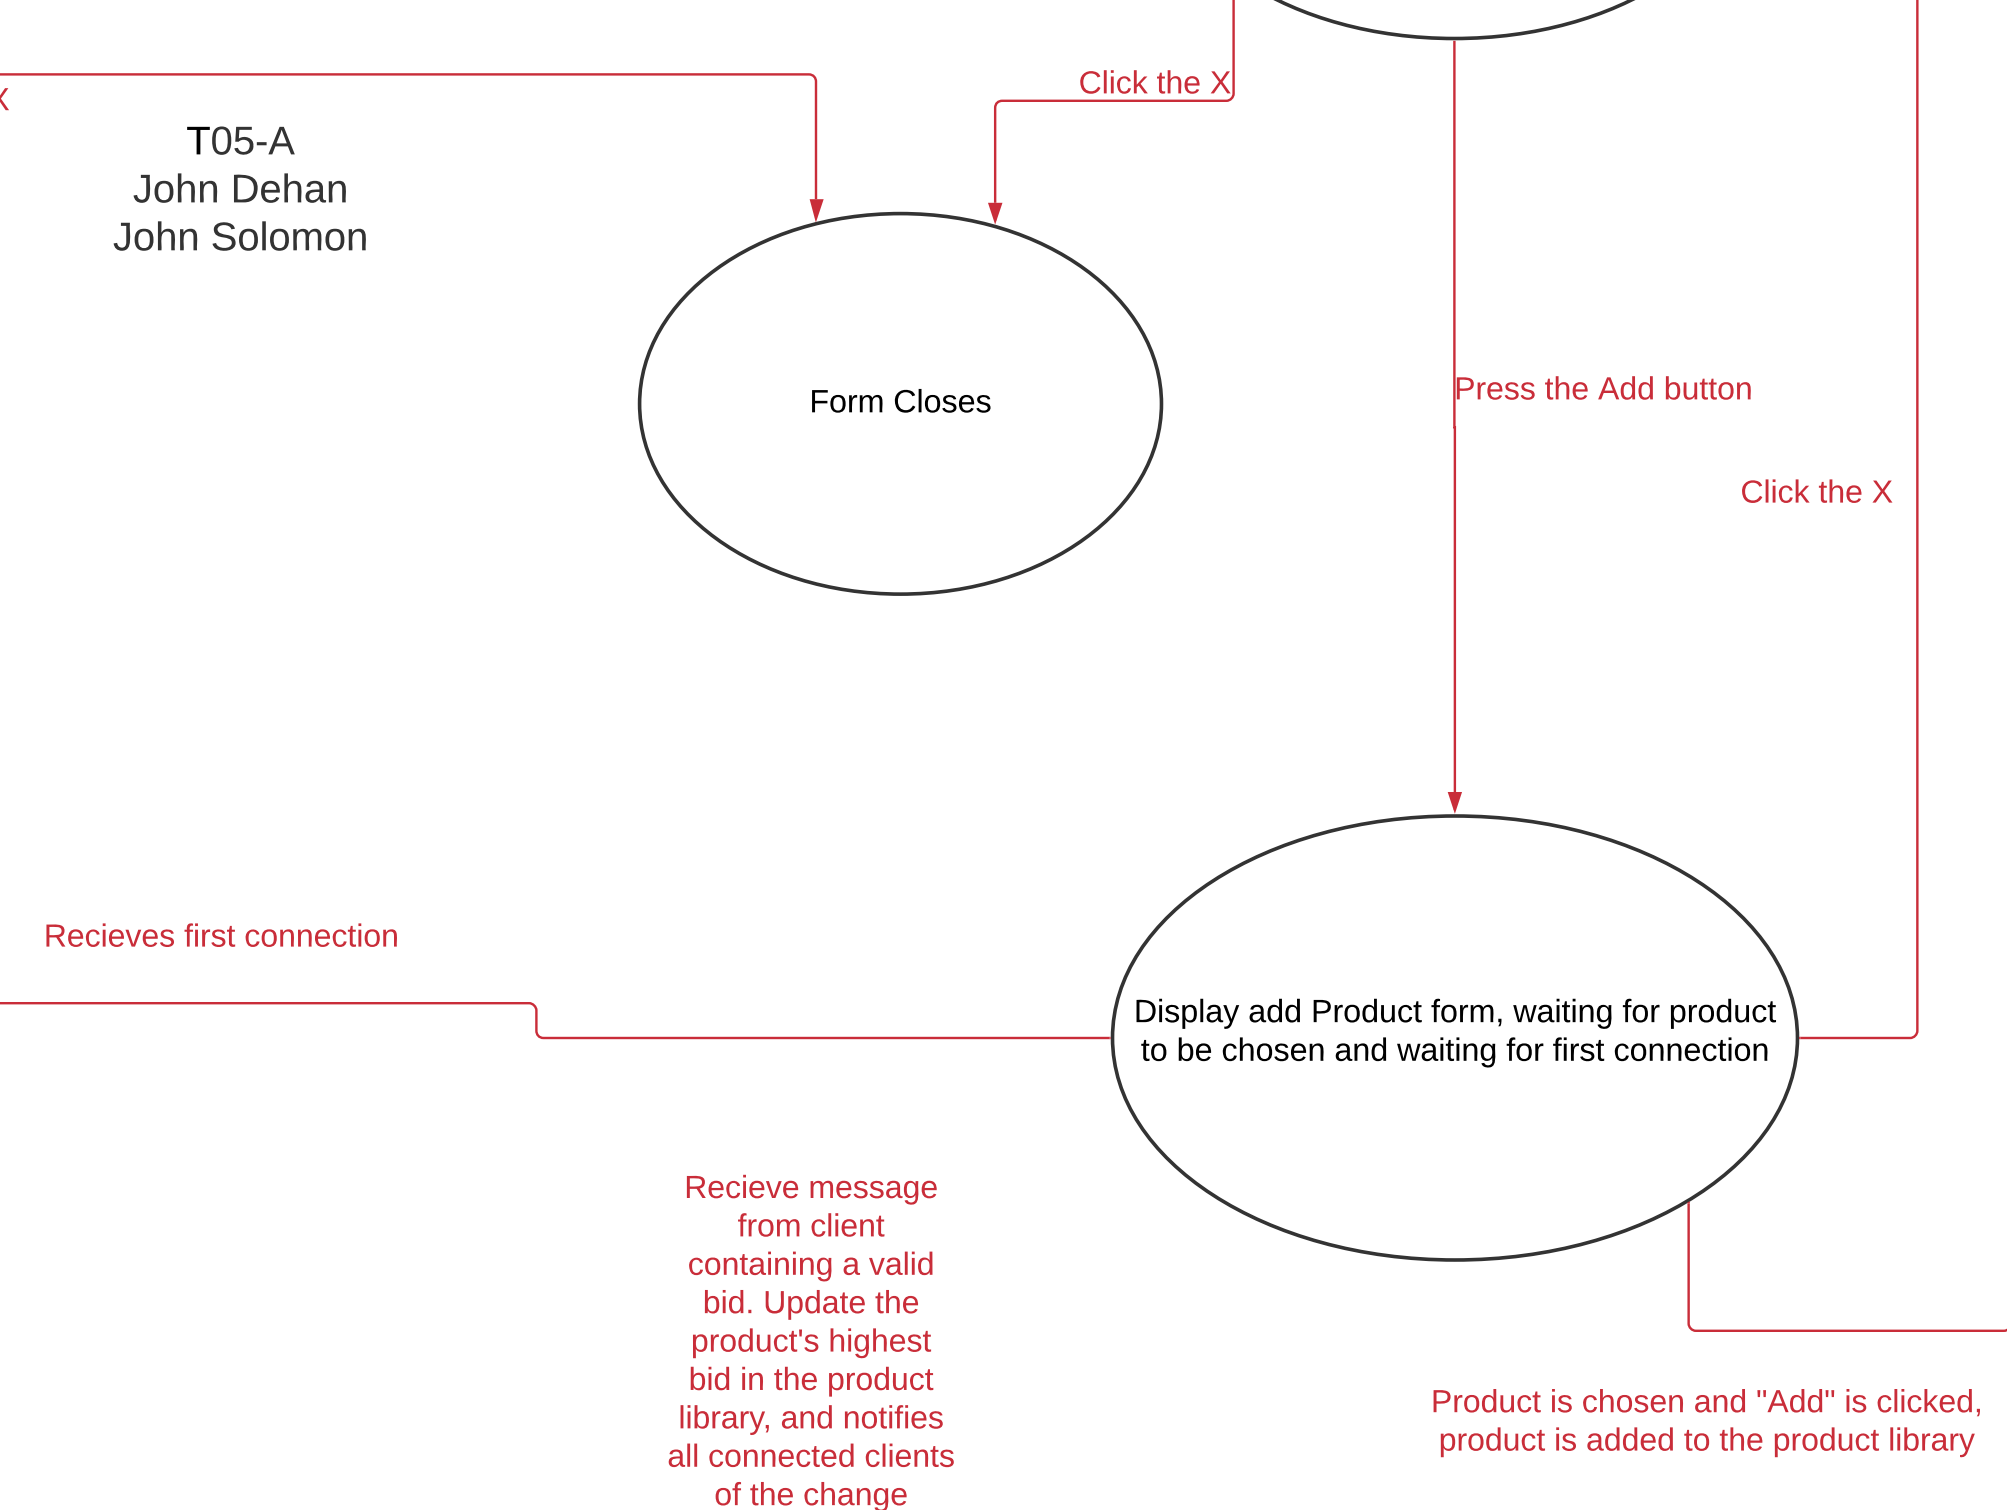 Click the X
X
T05-A
John Dehan
John Solomon
Form Closes
Press the Add button
Click the X
Recieves first connection
Display add Product form, waiting for product
to be chosen and waiting for first connection
Recieve message
from client
containing a valid
bid. Update the
product's highest
bid in the product
library, and notifies
all connected clients
of the change
Product is chosen and "Add" is clicked,
product is added to the product library